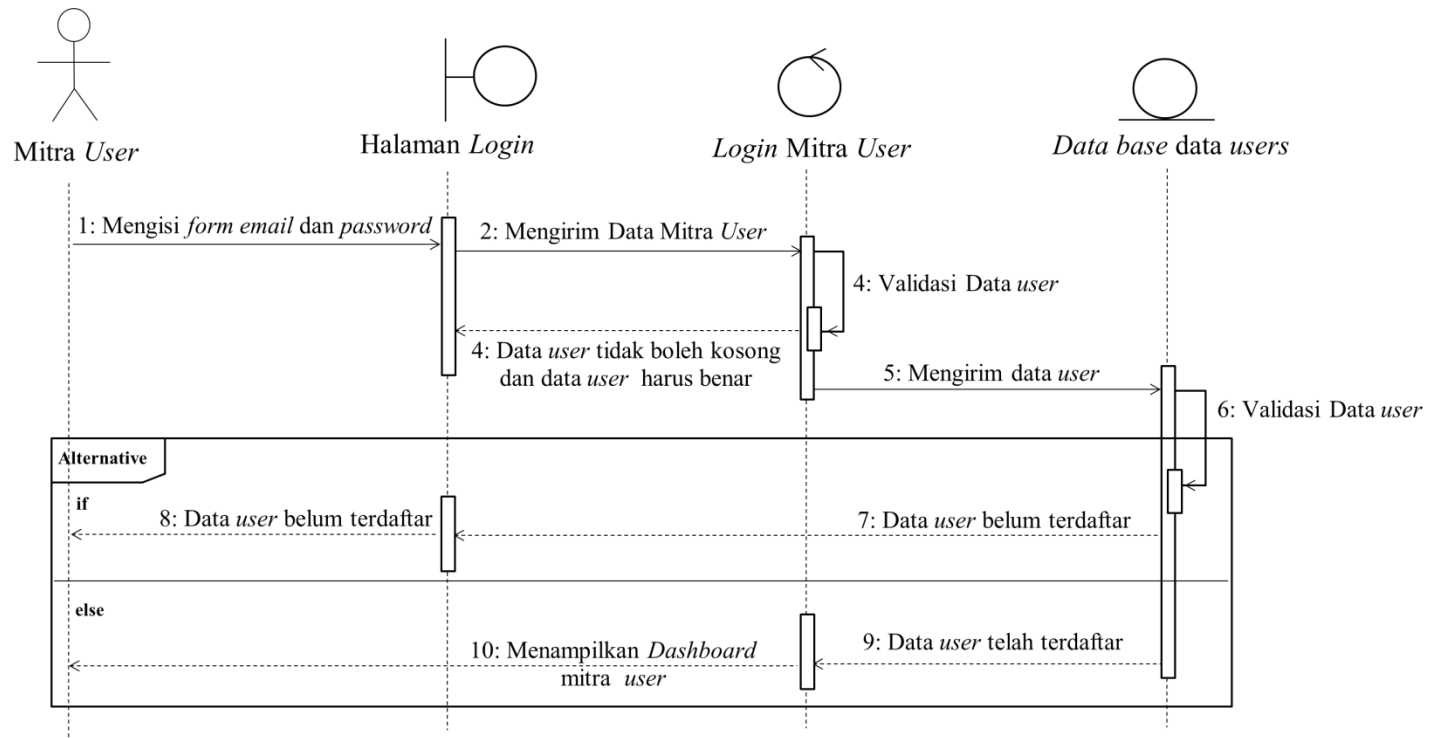 Mitra User
Halaman Login
Login Mitra User
Data base data users
1: Mengisi form email dan password
2: Mengirim Data Mitra User
4: Validasi Data user
4: Data user tidak boleh kosong
dan data user harus benar
5: Mengirim data user
6: Validasi Data user
Alternative
if
8: Data user belum terdaftar
7: Data user belum terdaftar
else
9: Data user telah terdaftar
10: Menampilkan Dashboard
mitra user